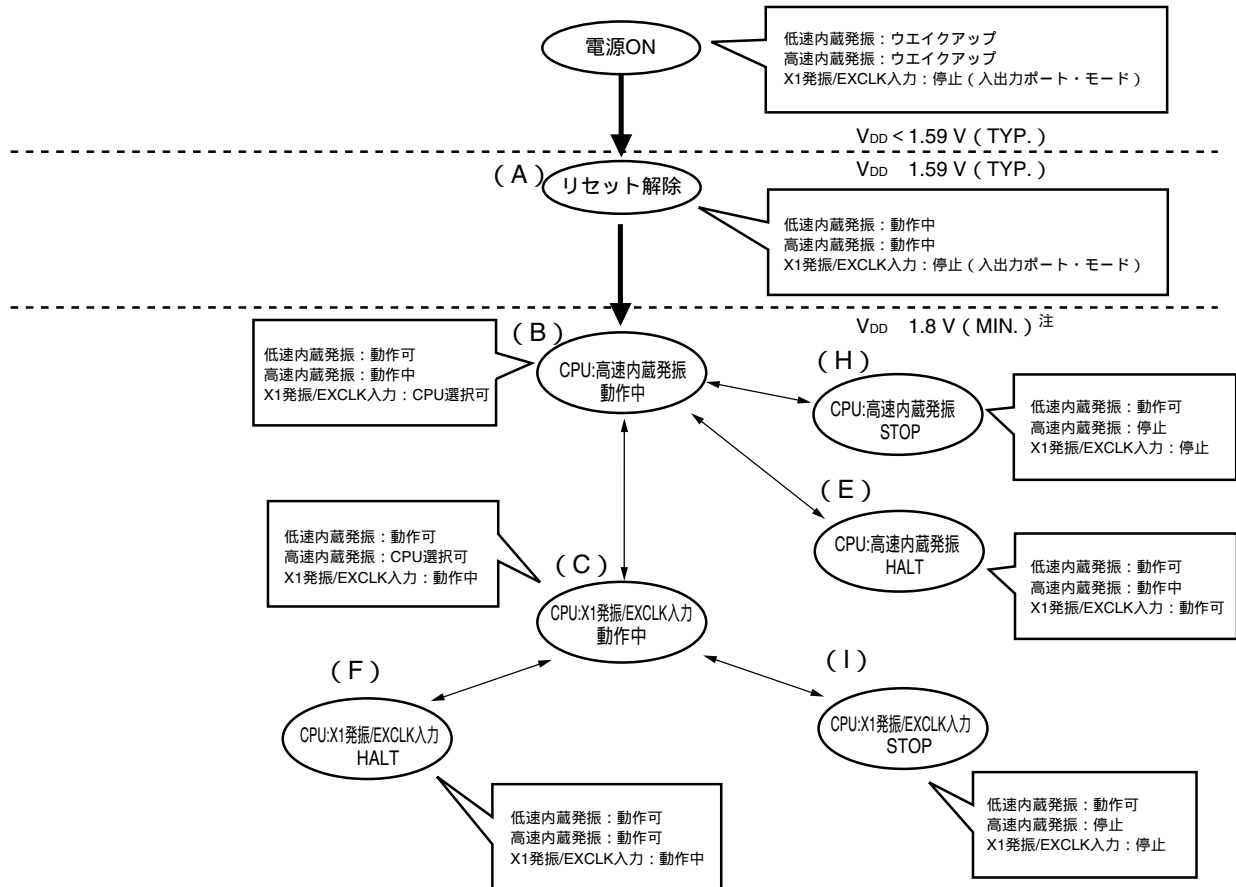 電源ON
低速内蔵発振：ウエイクアップ
高速内蔵発振：ウエイクアップ
X1発振/EXCLK入力：停止（入出力ポート・モード）
VDD < 1.59 V（TYP.）
VDD 1.59 V（TYP.）
（A）
リセット解除
低速内蔵発振：動作中
高速内蔵発振：動作中
X1発振/EXCLK入力：停止（入出力ポート・モード）
VDD 1.8 V（MIN.）注
（B）
低速内蔵発振：動作可
高速内蔵発振：動作中
X1発振/EXCLK入力：CPU選択可
CPU:高速内蔵発振
動作中
（H）
CPU:高速内蔵発振
STOP
低速内蔵発振：動作可
高速内蔵発振：停止
X1発振/EXCLK入力：停止
（E）
CPU:高速内蔵発振
HALT
低速内蔵発振：動作可
高速内蔵発振：動作中
X1発振/EXCLK入力：動作可
低速内蔵発振：動作可
高速内蔵発振：CPU選択可
X1発振/EXCLK入力：動作中
（C）
CPU:X1発振/EXCLK入力
動作中
（F）
CPU:X1発振/EXCLK入力
HALT
（I）
CPU:X1発振/EXCLK入力
STOP
低速内蔵発振：動作可
高速内蔵発振：動作可
X1発振/EXCLK入力：動作中
低速内蔵発振：動作可
高速内蔵発振：停止
X1発振/EXCLK入力：停止